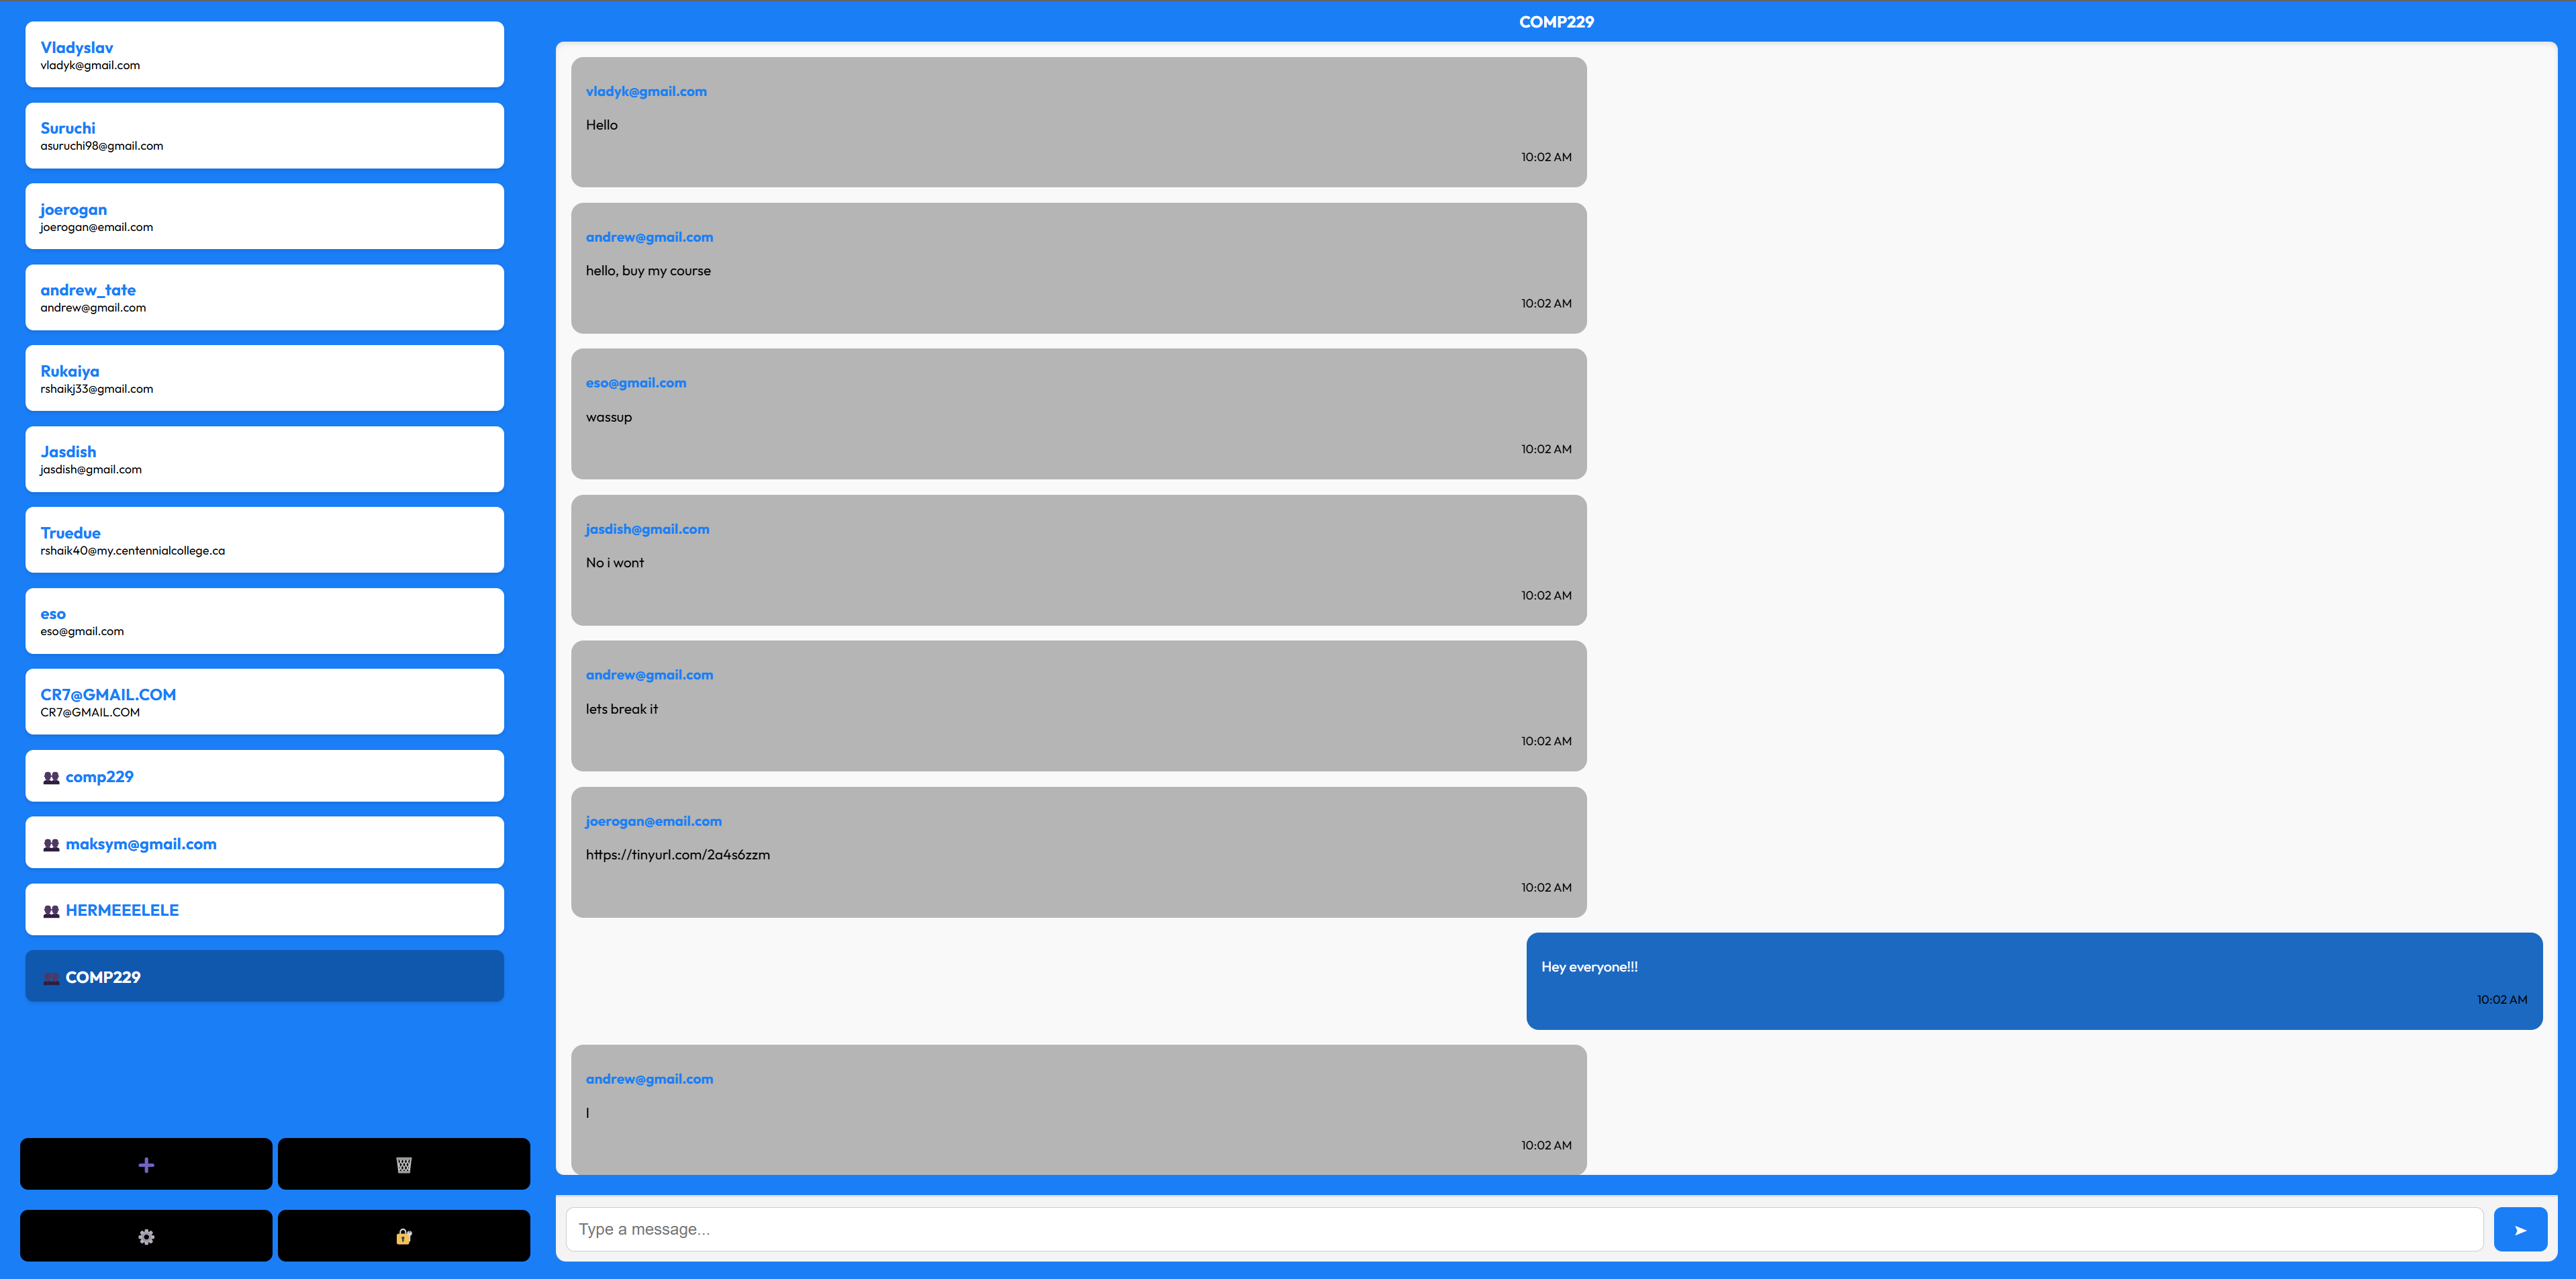 Vladyslav
vladyk@gmail.com
Suruchi
asuruchi98@gmail.com
joerogan
joerogan@email.com
andrew_tate
andrew@gmail.com
Rukaiya
rshaikj33@gmail.com
Jasdish
jasdish@gmail.com
Truedue
rshaik40@my.centennialcollege.ca
eso
eso@gmail.com
CR7@GMAIL.COM
CR7@GMAIL.COM
comp229
maksym@gmail.com
HERMEEELELE
COMP229
COMP229
vladyk@gmail.com
Hello
10:02 AM
andrew@gmail.com
hello, buy my course
10:02 AM
eso@gmail.com
wassup
10:02 AM
jasdish@gmail.com
No i wont
10:02 AM
andrew@gmail.com
lets break it
10:02 AM
joerogan@email.com
https://tinyurl.com/2a4s6zzm
10:02 AM
Hey everyone!!!
10:02 AM
andrew@gmail.com
I
10:02 AM
Type a message...